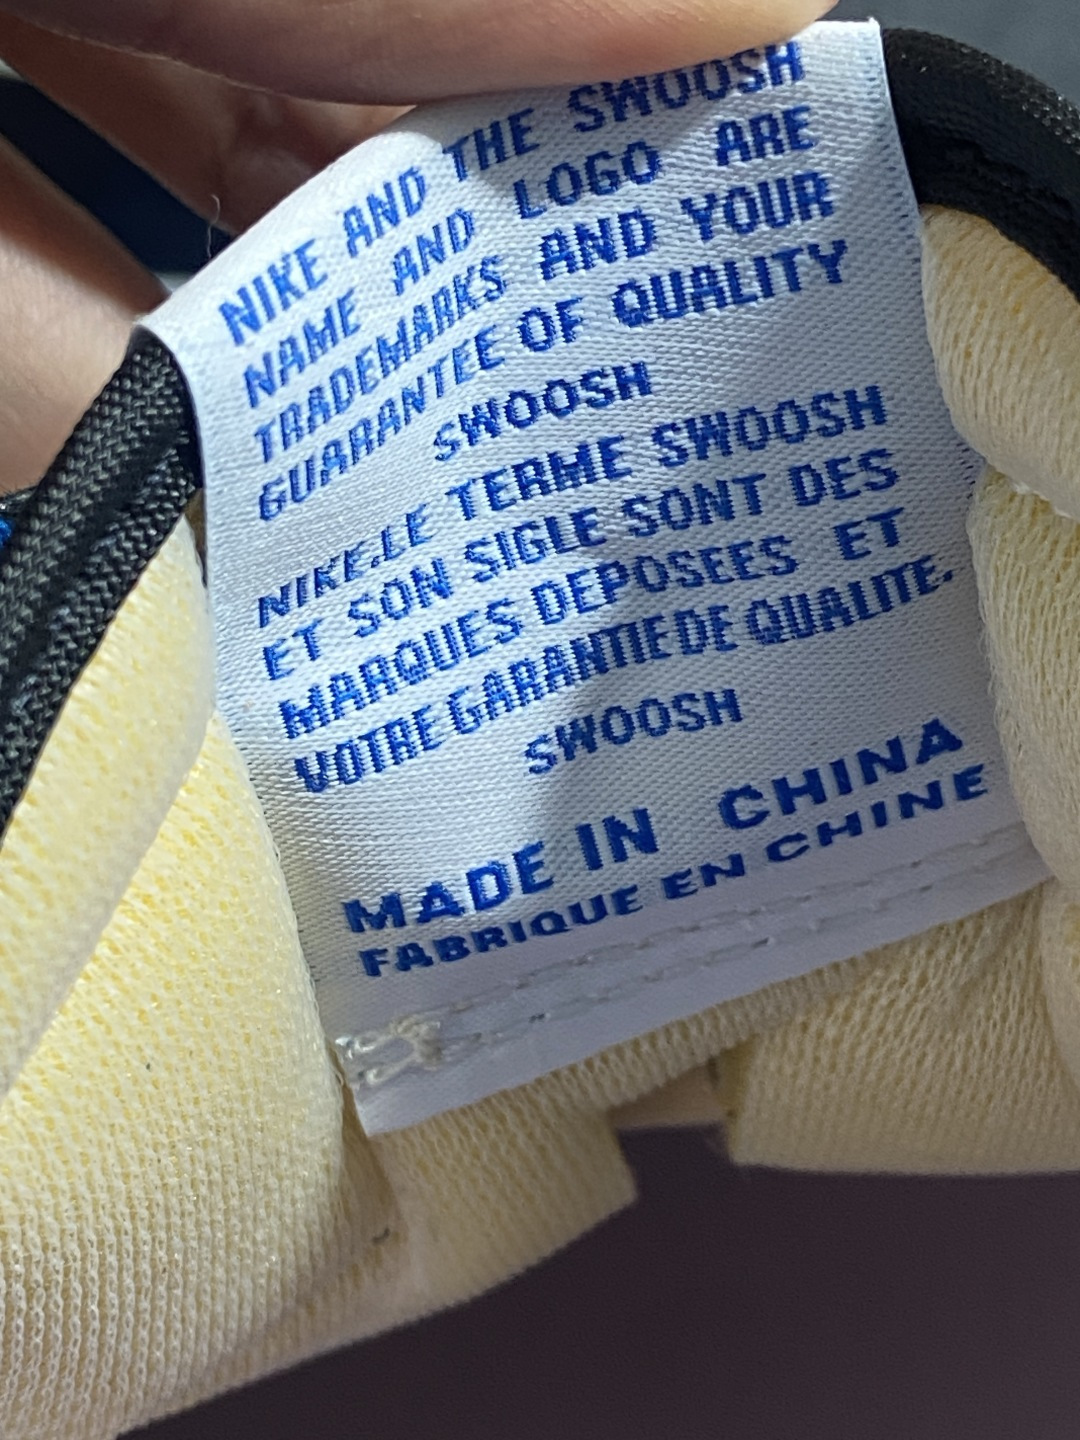 NIKE AND THE SWOOSH
NAME AND LOGO ARE
TRADEMARKS AND YOUR
GUARANTEE OF QUALITY
SWOOSH
NIKE.LE TERME SWOOSH
ET SON SIGLE SONT DES
MARQUES DEPOSEES ET
VOTRE GARANTIE DE QUALITE.
SWOOSH
MADE IN CHINA
FABRIQUE EN CHINE